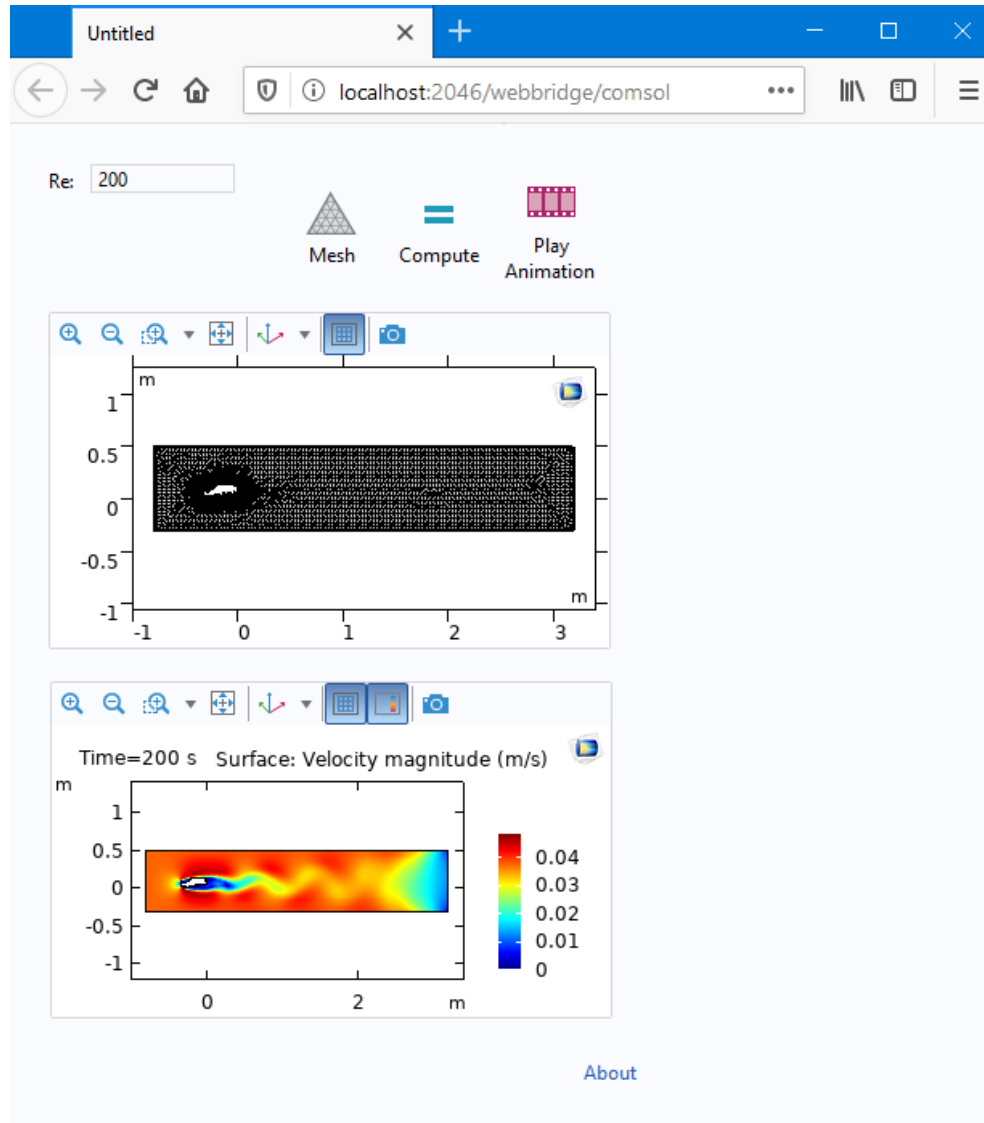 Untitled
localhost:2046/webbridge/comsol
Re: 200
Mesh
Compute
Play
Animation
m
1
0.5
0
-0.5
-1
m
-1 0 1 2 3
Time=200 s Surface: Velocity magnitude (m/s)
m
1
0.5
0
-0.5
-1
0 2 m
0.04
0.03
0.02
0.01
0
About